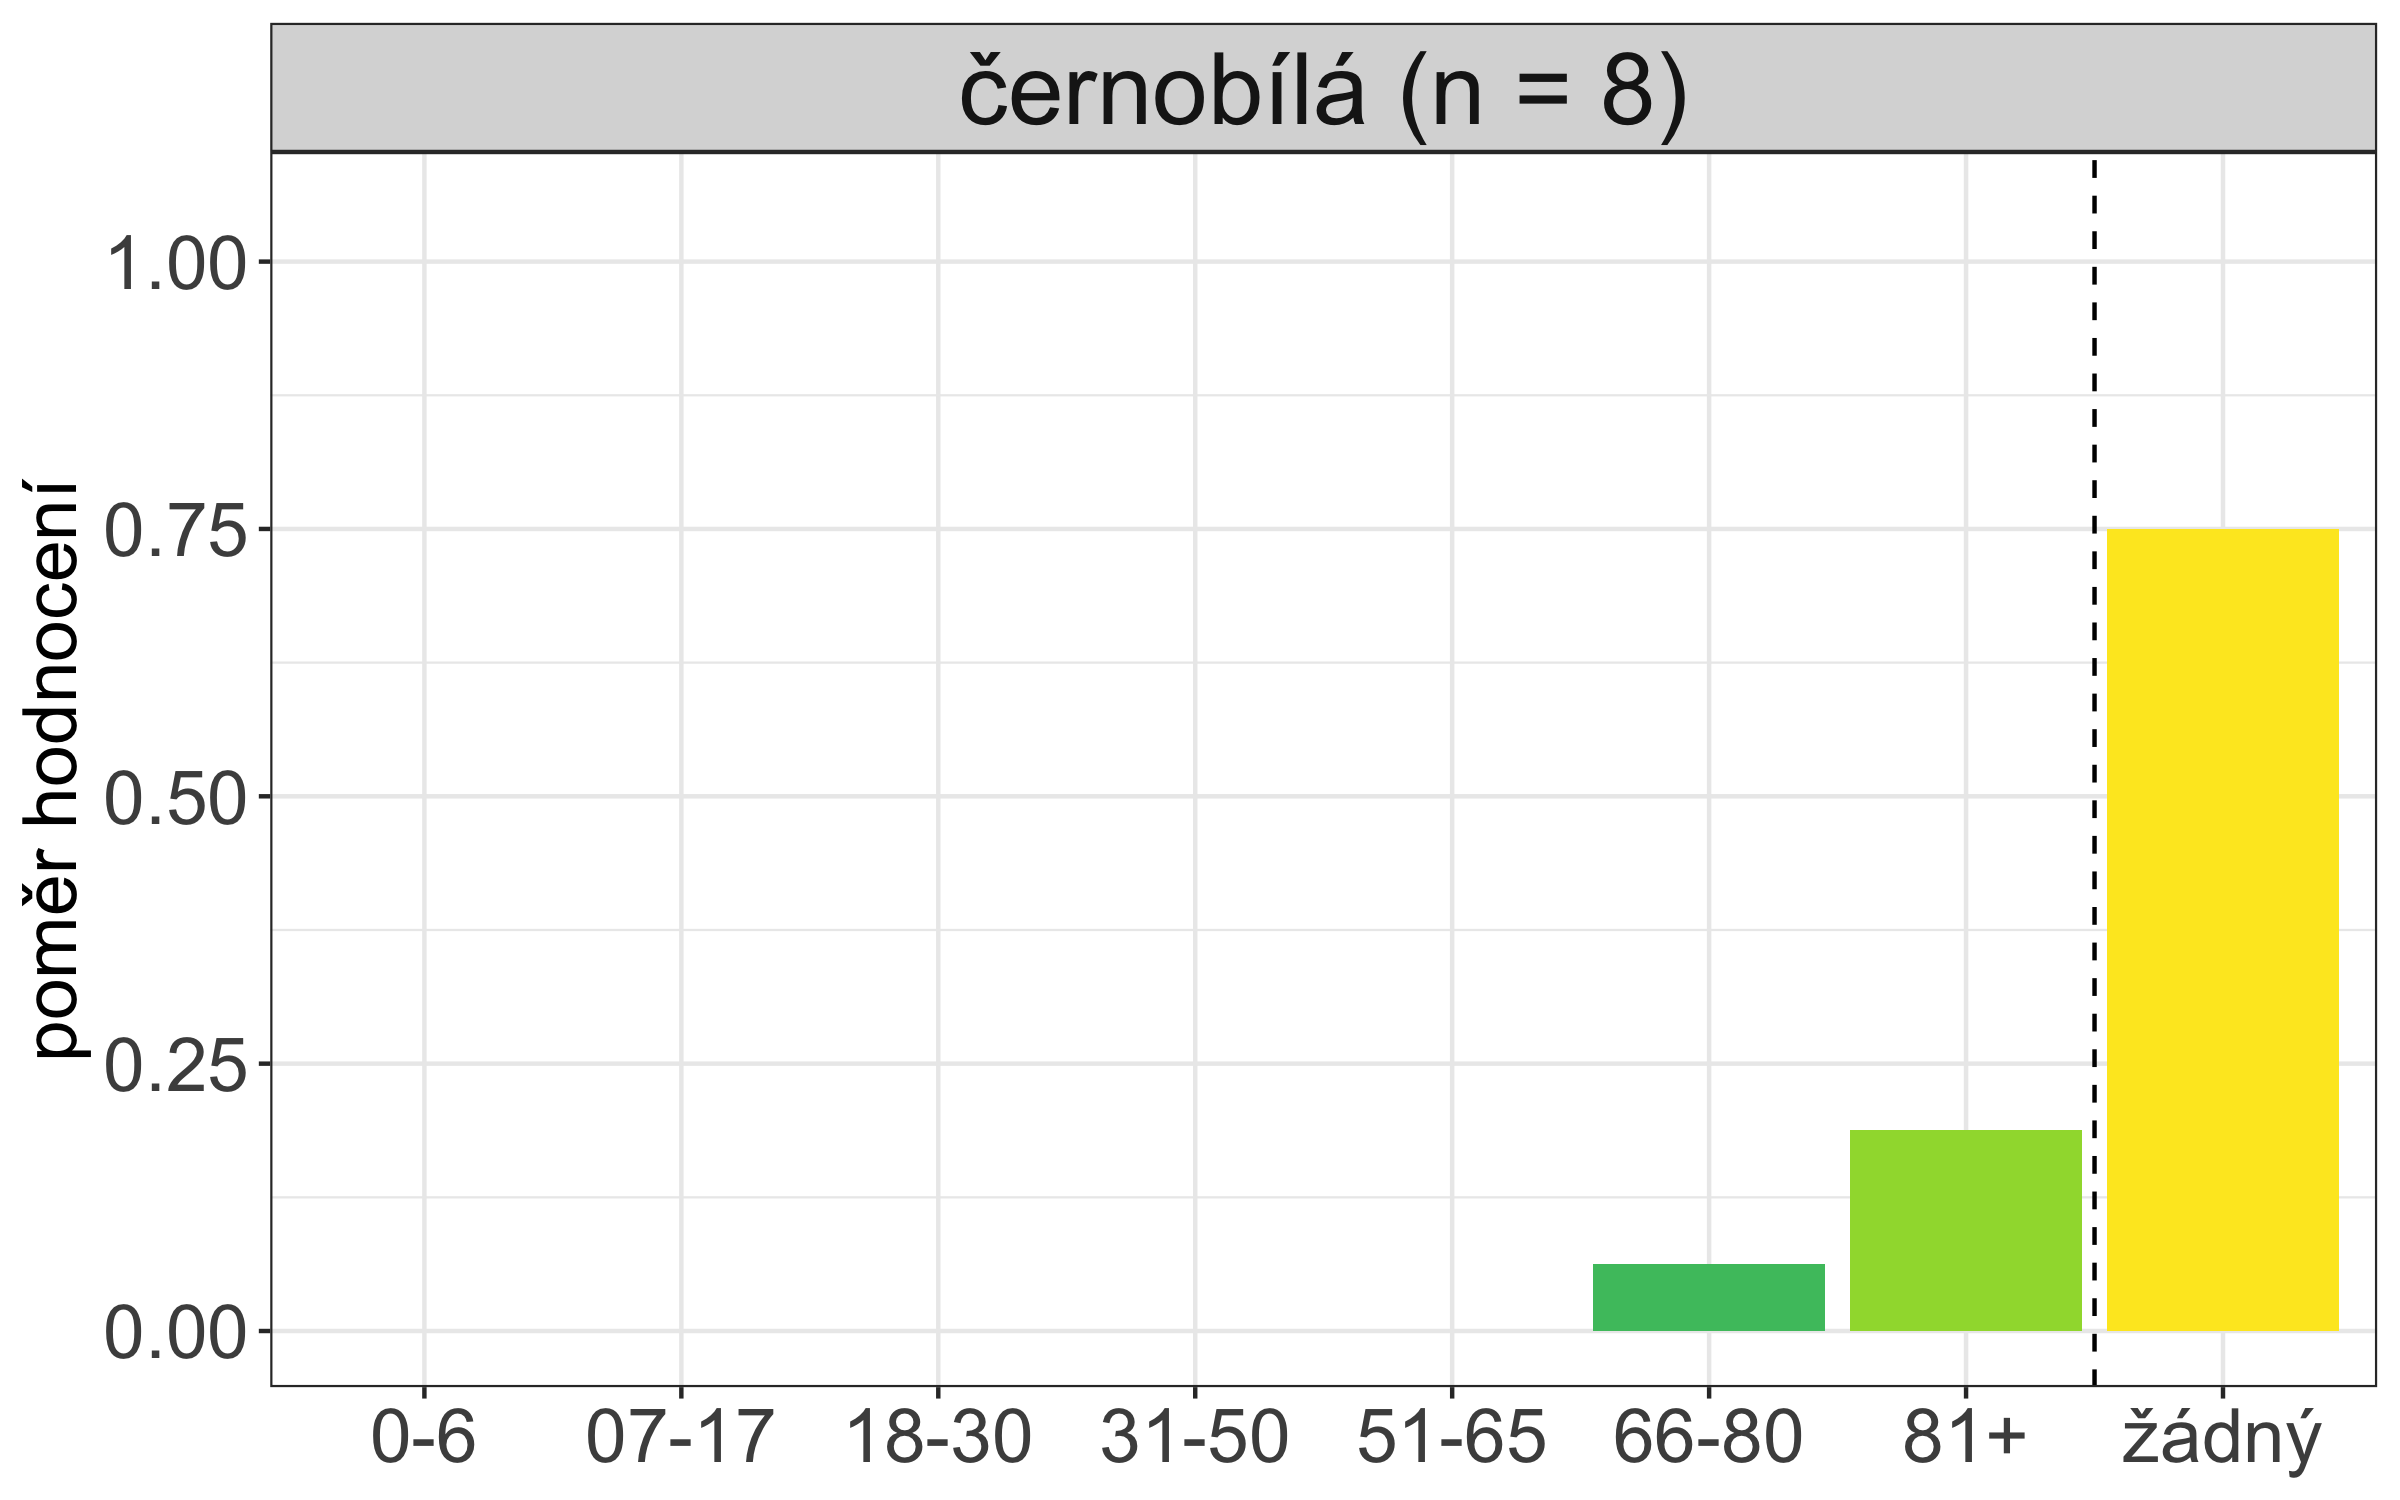 černobílá (n = 8)
poměr hodnocení
1.00
0.75
0.50
0.25
0.00
0-6 07-17 18-30 31-50 51-65 66-80 81+ žádný